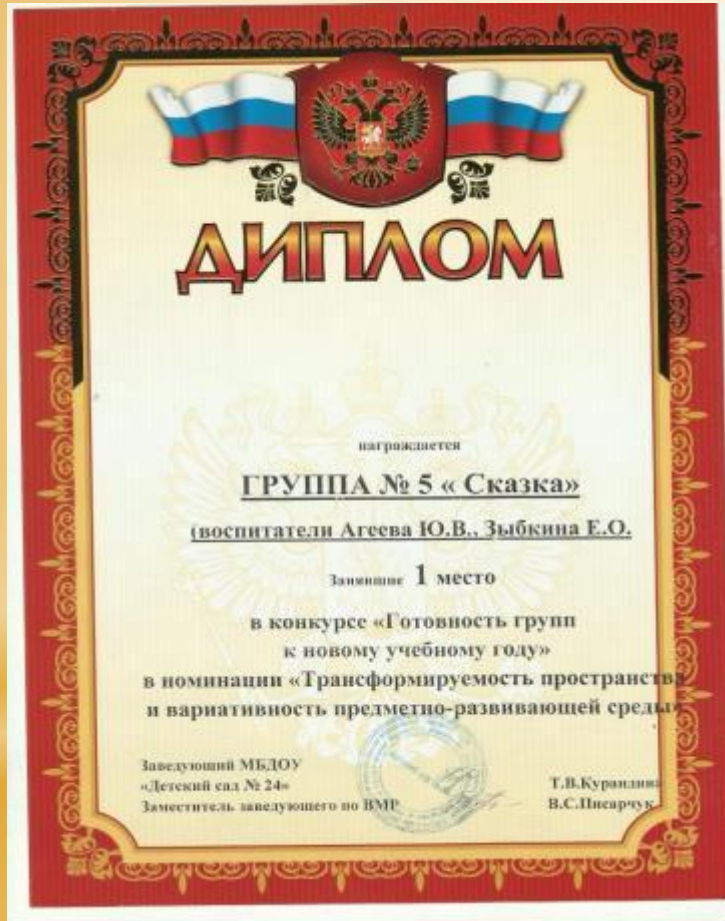 ДИПЛОМ
награждается
ГРУППА № 5 « Сказка»
(воспитатели Агеева Ю.В., Зыбкина Е.О.
Занявшие 1 место
в конкурсе «Готовность групп
к новому учебному году»
в номинации «Трансформируемость пространства
и вариативность предметно-развивающей среды»
Заведующий МБДОУ
«Детский сад № 24» Т.В.Курандина
Заместитель заведующего по ВМР В.С.Писарчук